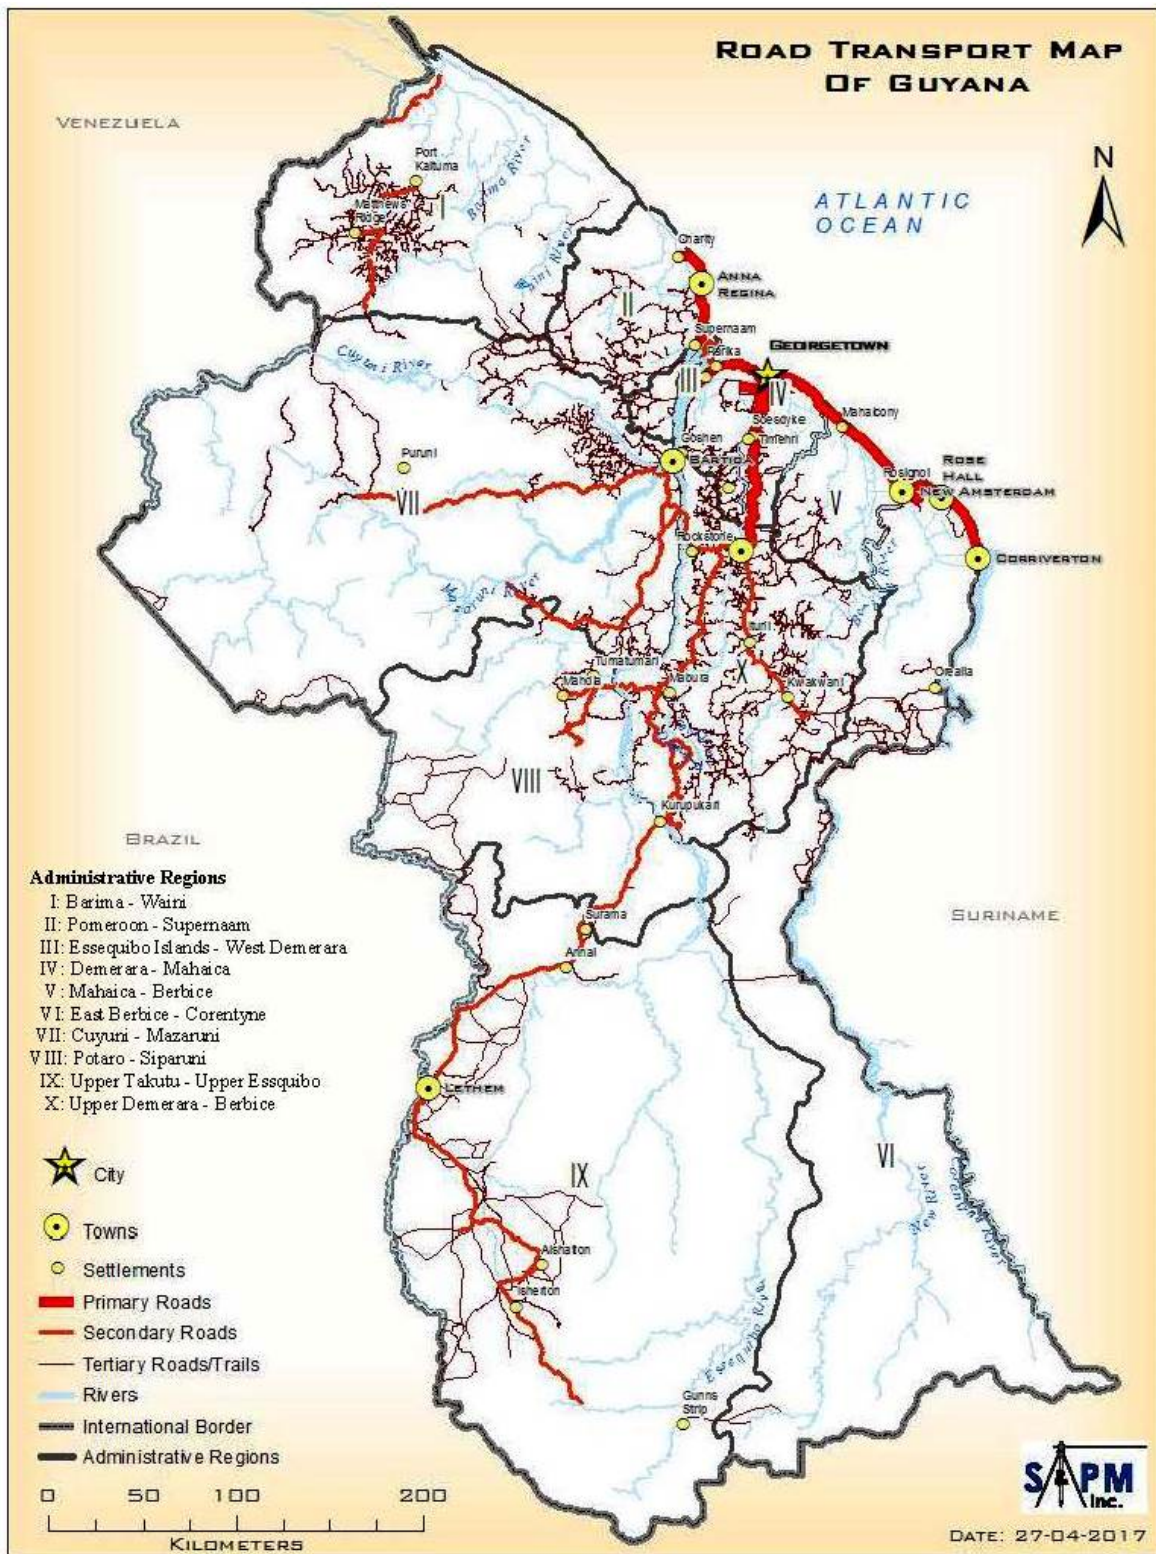 ROAD TRANSPORT MAP
OF GUYANA
VENEZUELA
N
ATLANTIC
OCEAN
Port
Kaituma
I
Barima River
Matthews
Ridge
Charity
ANNA
REGINA
II
Supernaam
Parika
GEORGETOWN
III
IV
Cuyuni River
Mahaicony
Soesdyke
Timehri
Goshen
BARTICA
Puruni
VII
Rosignol
ROSE
HALL
NEW AMSTERDAM
V
Rockstone
CORRIVERTON
Ituni
X
Tumatumari
Mahdia
Mabura
Kwakwani
Orealla
VIII
Kurupukari
BRAZIL
SURINAME
Surama
Annai
LETHEM
IX
VI
New River
Aishalton
Essequibo River
Gunns
Strip
Administrative Regions
I: Barima - Waini
II: Pomeroon - Supernaam
III: Essequibo Islands - West Demerara
IV: Demerara - Mahaica
V: Mahaica - Berbice
VI: East Berbice - Corentyne
VII: Cuyuni - Mazaruni
VIII: Potaro - Siparuni
IX: Upper Takutu - Upper Essquibo
X: Upper Demerara - Berbice
City
Towns
Settlements
Primary Roads
Secondary Roads
Tertiary Roads/Trails
Rivers
International Border
Administrative Regions
0 50 100 200
KILOMETERS
SAPM
Inc.
DATE: 27-04-2017